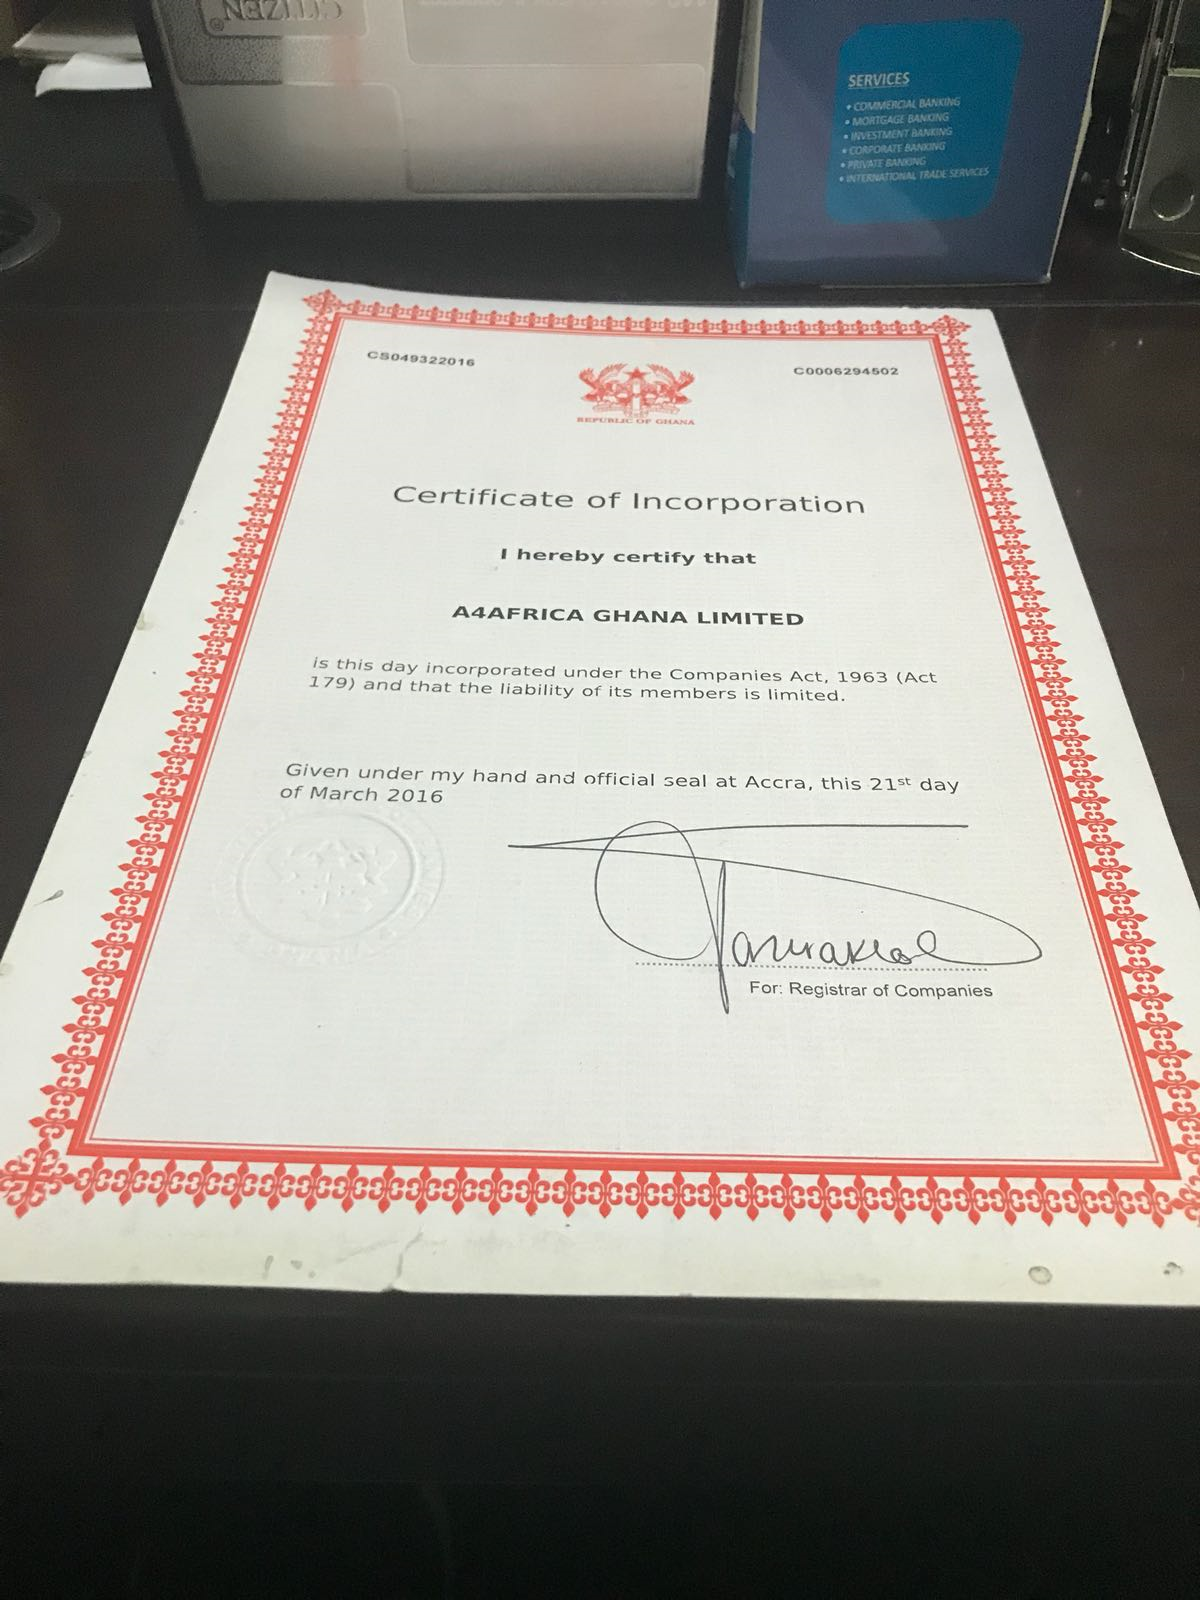 CITIZEN®
SERVICES
• COMMERCIAL BANKING
• MORTGAGE BANKING
• INVESTMENT BANKING
• CORPORATE BANKING
• PRIVATE BANKING
• INTERNATIONAL TRADE SERVICES
CS049322016
C0006294502
REPUBLIC OF GHANA
Certificate of Incorporation
I hereby certify that
A4AFRICA GHANA LIMITED
is this day incorporated under the Companies Act, 1963 (Act
179) and that the liability of its members is limited.
Given under my hand and official seal at Accra, this 21st day
of March 2016
For: Registrar of Companies